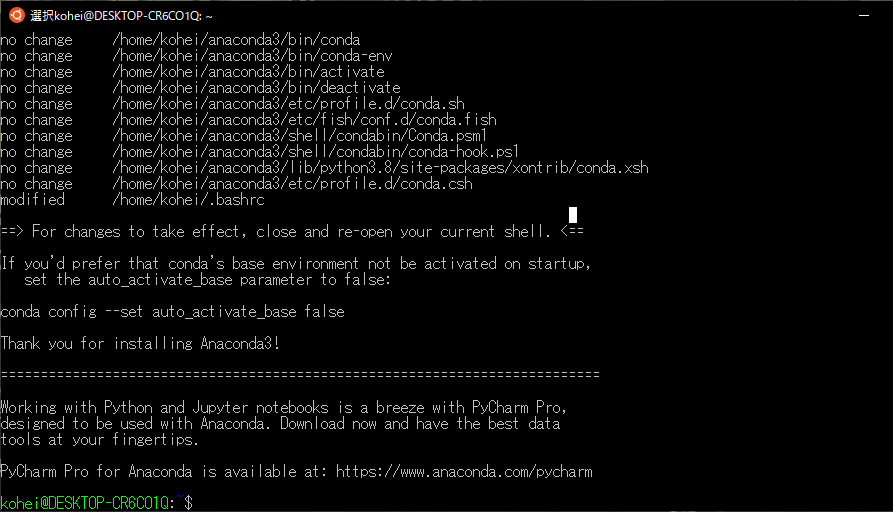 選択kohei@DESKTOP-CR6CO1Q: ~
no change /home/kohei/anaconda3/bin/conda
no change /home/kohei/anaconda3/bin/conda-env
no change /home/kohei/anaconda3/bin/activate
no change /home/kohei/anaconda3/bin/deactivate
no change /home/kohei/anaconda3/etc/profile.d/conda.sh
no change /home/kohei/anaconda3/etc/fish/conf.d/conda.fish
no change /home/kohei/anaconda3/shell/condabin/Conda.psm1
no change /home/kohei/anaconda3/shell/condabin/conda-hook.ps1
no change /home/kohei/anaconda3/lib/python3.8/site-packages/xontrib/conda.xsh
no change /home/kohei/anaconda3/etc/profile.d/conda.csh
modified /home/kohei/.bashrc
==> For changes to take effect, close and re-open your current shell. <==
If you'd prefer that conda's base environment not be activated on startup,
set the auto_activate_base parameter to false:
conda config --set auto_activate_base false
Thank you for installing Anaconda3!
===========================================================================
Working with Python and Jupyter notebooks is a breeze with PyCharm Pro,
designed to be used with Anaconda. Download now and have the best data
tools at your fingertips.
PyCharm Pro for Anaconda is available at: https://www.anaconda.com/pycharm
kohei@DESKTOP-CR6CO1Q:~$